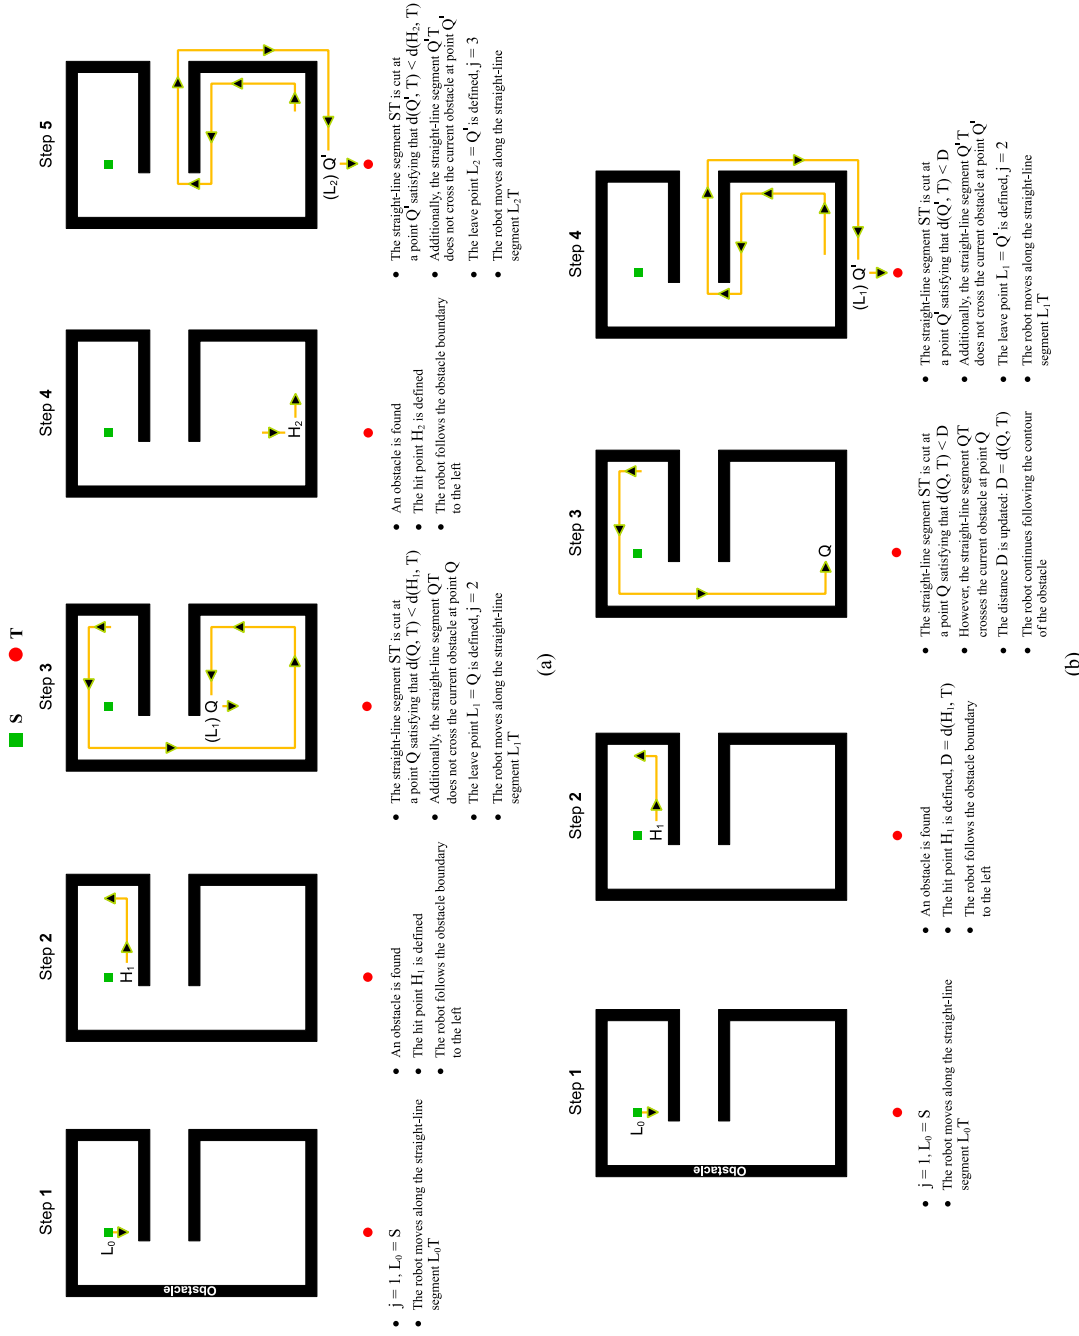 S
T
Step 1
L₀
Obstacle
● j = 1, L₀ = S
● The robot moves along the straight-line
segment L₀T
Step 2
H₁
● An obstacle is found
● The hit point H₁ is defined
● The robot follows the obstacle boundary
to the left
Step 3
(L₁) Q
● The straight-line segment ST is cut at
a point Q satisfying that d(Q, T) < d(H₁, T)
● Additionally, the straight-line segment QT
does not cross the current obstacle at point Q
● The leave point L₁ = Q is defined, j = 2
● The robot moves along the straight-line
segment L₁T
Step 4
H₂
● An obstacle is found
● The hit point H₂ is defined
● The robot follows the obstacle boundary
to the left
Step 5
(L₂) Q'
● The straight-line segment ST is cut at
a point Q' satisfying that d(Q', T) < d(H₂, T)
● Additionally, the straight-line segment Q'T
does not cross the current obstacle at point Q'
● The leave point L₂ = Q' is defined, j = 3
● The robot moves along the straight-line
segment L₂T
(a)
Step 1
L₀
Obstacle
● j = 1, L₀ = S
● The robot moves along the straight-line
segment L₀T
Step 2
H₁
● An obstacle is found
● The hit point H₁ is defined, D = d(H₁, T)
● The robot follows the obstacle boundary
to the left
Step 3
Q
● The straight-line segment ST is cut at
a point Q satisfying that d(Q, T) < D
● However, the straight-line segment QT
crosses the current obstacle at point Q
● The distance D is updated: D = d(Q, T)
● The robot continues following the contour
of the obstacle
Step 4
(L₁) Q'
● The straight-line segment ST is cut at
a point Q' satisfying that d(Q', T) < D
● Additionally, the straight-line segment Q'T
does not cross the current obstacle at point Q'
● The leave point L₁ = Q' is defined, j = 2
● The robot moves along the straight-line
segment L₁T
(b)